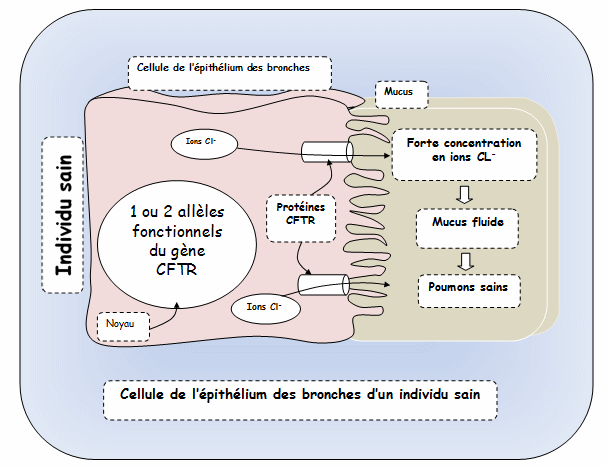 Cellule de l'épithélium des bronches
Mucus
Individu sain
Ions Cl⁻
Forte concentration
en ions CL⁻
1 ou 2 allèles
fonctionnels
du gène
CFTR
Protéines
CFTR
Mucus fluide
Poumons sains
Ions Cl⁻
Noyau
Cellule de l'épithélium des bronches d'un individu sain